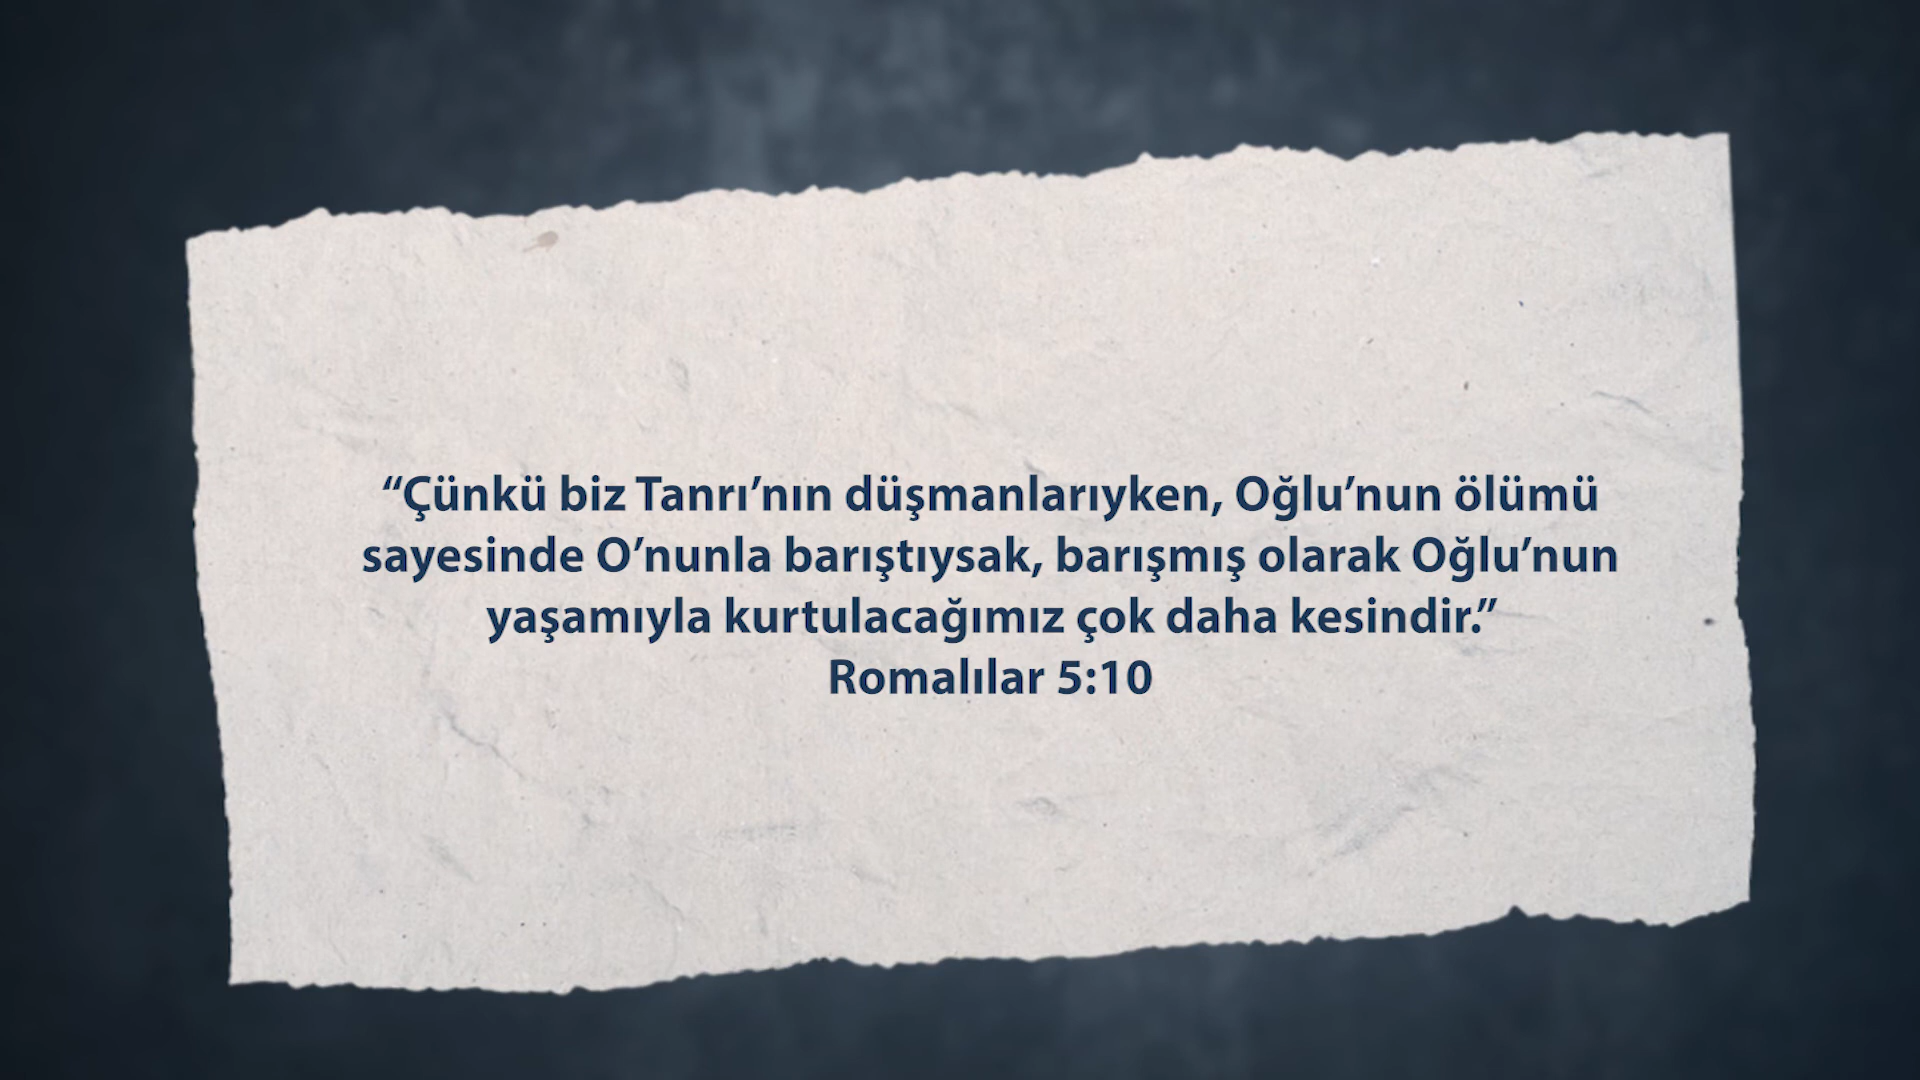 “Çünkü biz Tanrı’nın düşmanlarıyken, Oğlu’nun ölümü
sayesinde O’nunla barıştıysak, barışmış olarak Oğlu’nun
yaşamıyla kurtulacağımız çok daha kesindir.”
Romalılar 5:10